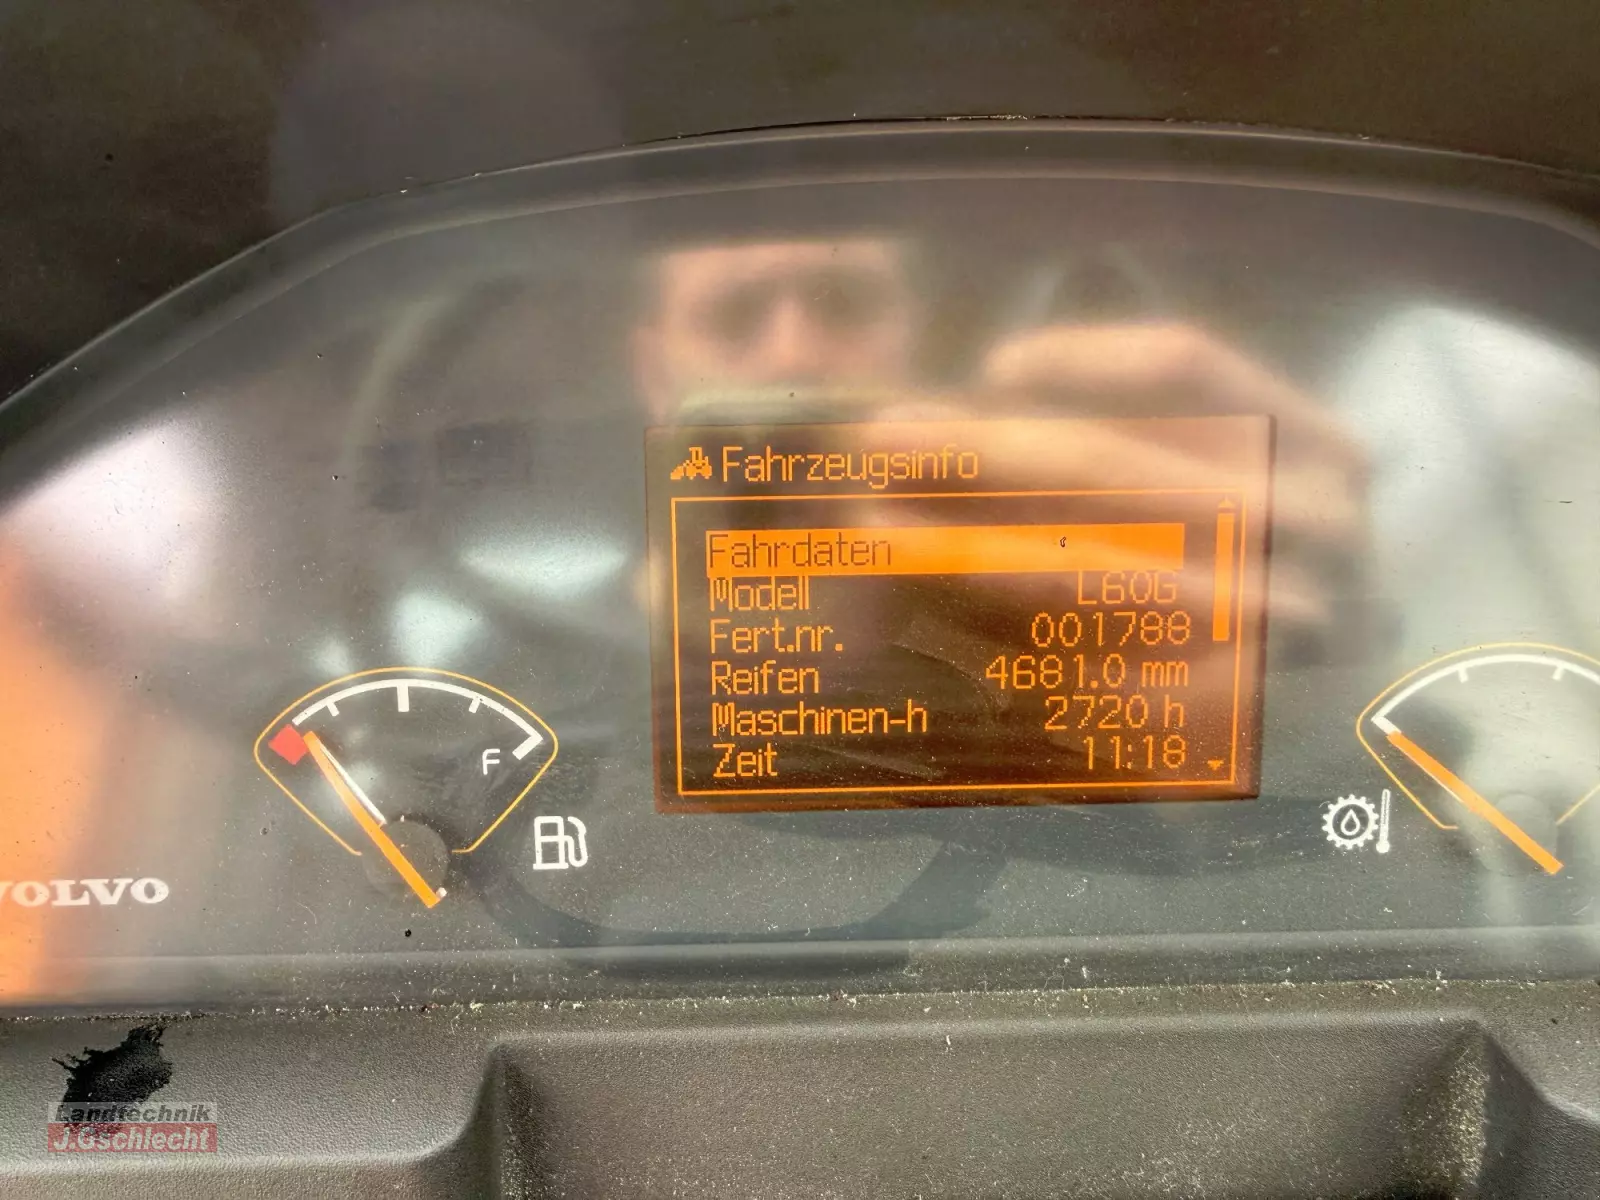 Fahrzeugsinfo
Fahrdaten
Modell L60G
Fert.nr. 001788
Reifen 4681.0 mm
Maschinen-h 2720 h
Zeit 11:18
F
VOLVO
Landtechnik
J.Gschlecht